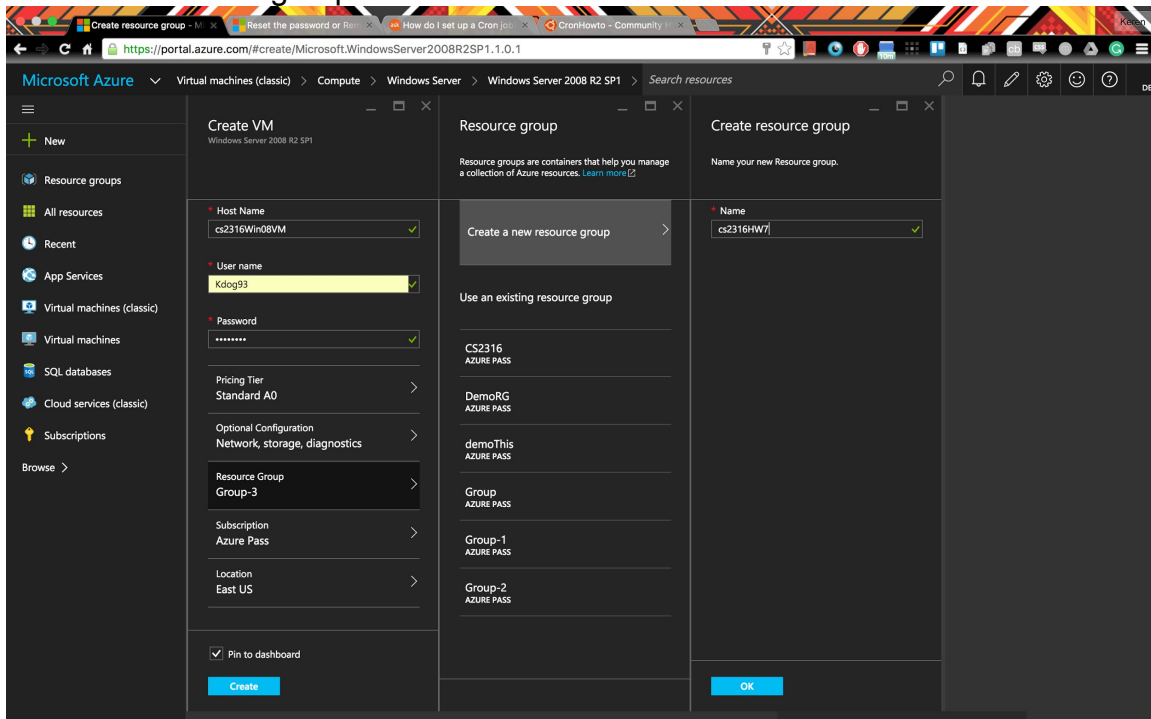 Create resource group - Mi
Reset the password or Rem
How do I set up a Cron job
CronHowto - Community H
Keren
https://portal.azure.com/#create/Microsoft.WindowsServer2008R2SP1.1.0.1
10m
cb
Microsoft Azure
Virtual machines (classic) > Compute > Windows Server > Windows Server 2008 R2 SP1 >
Search resources
DE
New
Resource groups
All resources
Recent
App Services
Virtual machines (classic)
Virtual machines
SQL databases
Cloud services (classic)
Subscriptions
Browse >
Create VM
Windows Server 2008 R2 SP1
* Host Name
cs2316Win08VM
* User name
Kdog93
* Password
••••••••
Pricing Tier
Standard A0
Optional Configuration
Network, storage, diagnostics
Resource Group
Group-3
Subscription
Azure Pass
Location
East US
Pin to dashboard
Create
Resource group
Resource groups are containers that help you manage
a collection of Azure resources. Learn more
Create a new resource group
Use an existing resource group
CS2316
AZURE PASS
DemoRG
AZURE PASS
demoThis
AZURE PASS
Group
AZURE PASS
Group-1
AZURE PASS
Group-2
AZURE PASS
Create resource group
Name your new Resource group.
* Name
cs2316HW7
OK